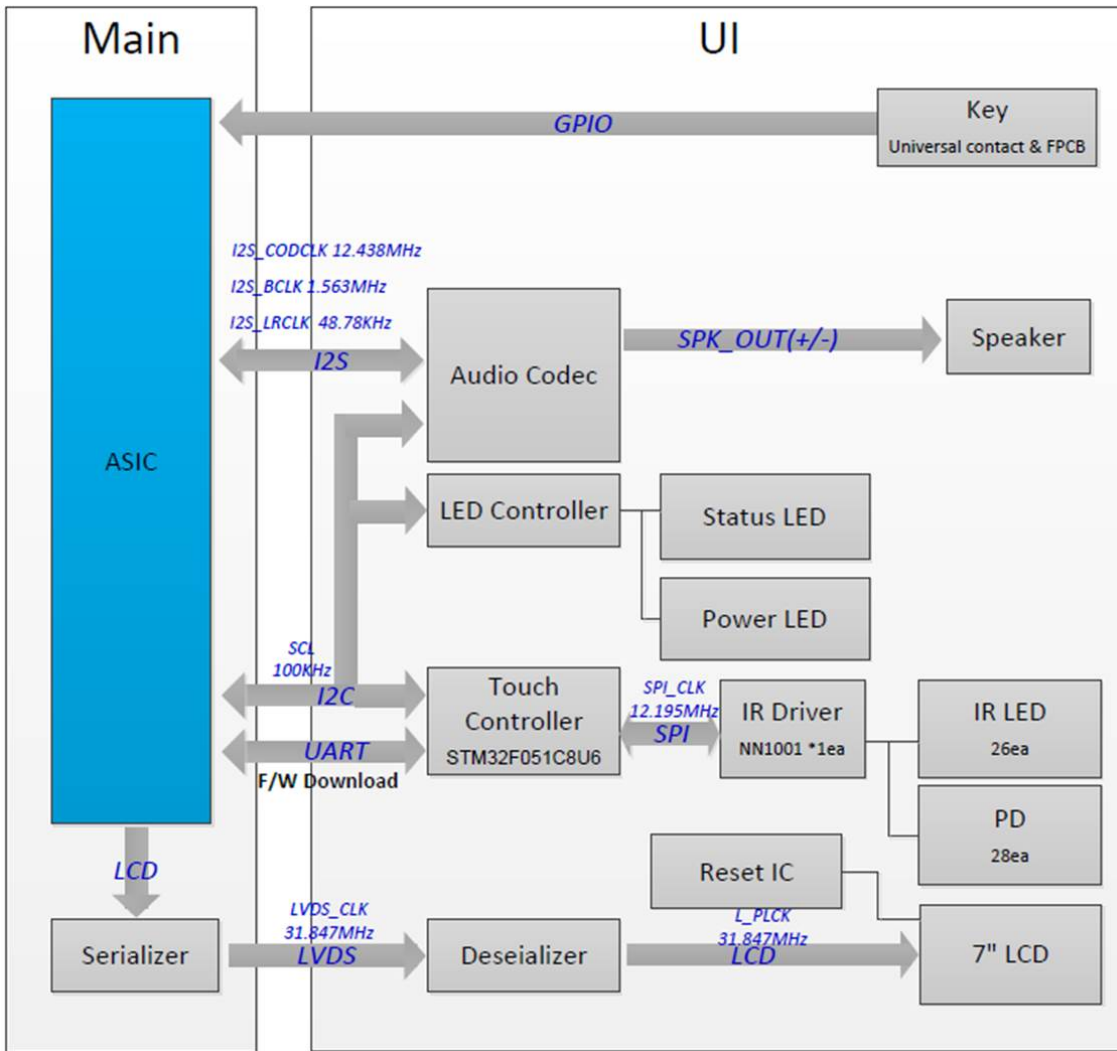 Main
UI
GPIO
Key
Universal contact & FPCB
I2S_CODCLK 12.438MHz
I2S_BCLK 1.563MHz
I2S_LRCLK 48.78KHz
I2S
Audio Codec
SPK_OUT(+/-)
Speaker
ASIC
LED Controller
Status LED
Power LED
SCL
100KHz
I2C
Touch
Controller
STM32F051C8U6
UART
F/W Download
SPI_CLK
12.195MHz
SPI
IR Driver
NN1001 *1ea
IR LED
26ea
PD
28ea
Reset IC
LCD
Serializer
LVDS_CLK
31.847MHz
LVDS
Deseializer
L_PLCK
31.847MHz
LCD
7" LCD